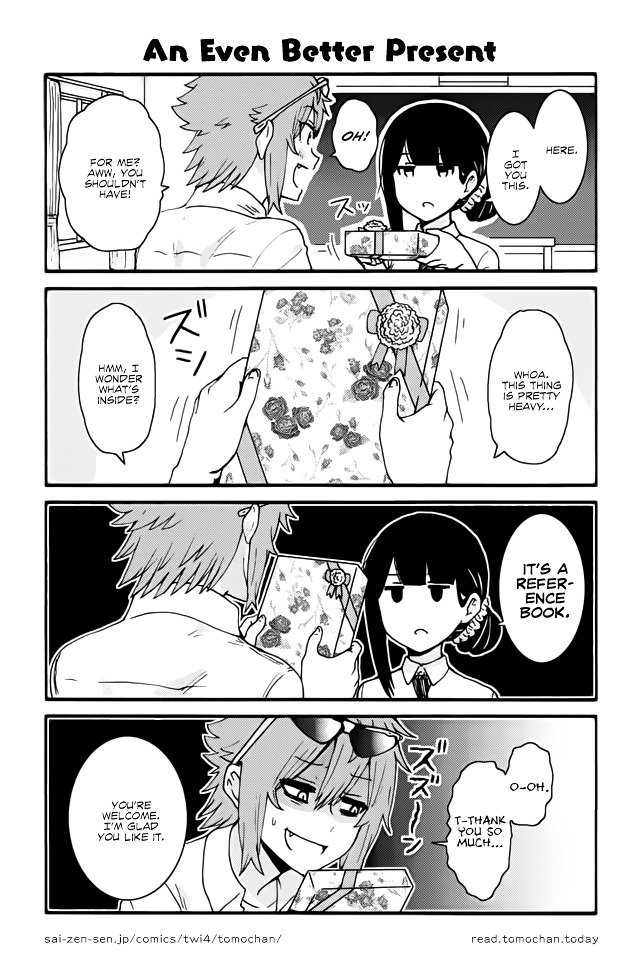 An Even Better Present
HERE.
I
GOT
YOU
THIS.
OH!
FOR ME?
AWW, YOU
SHOULDN'T
HAVE!
スッ
WHOA.
THIS THING
IS PRETTY
HEAVY...
ズシ
HMM, I
WONDER
WHAT'S
INSIDE?
IT'S A
REFER-
ENCE
BOOK.
O-OH.
T-THANK
YOU SO
MUCH...
ズズーン
YOU'RE
WELCOME.
I'M GLAD
YOU LIKE IT.
sai-zen-sen.jp/comics/twi4/tomochan/
read.tomochan.today